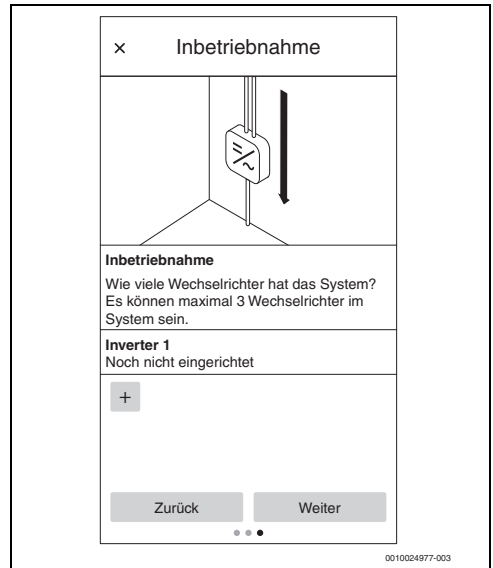 × Inbetriebnahme
Inbetriebnahme
Wie viele Wechselrichter hat das System?
Es können maximal 3 Wechselrichter im
System sein.
Inverter 1
Noch nicht eingerichtet
+
Zurück Weiter
0010024977-003